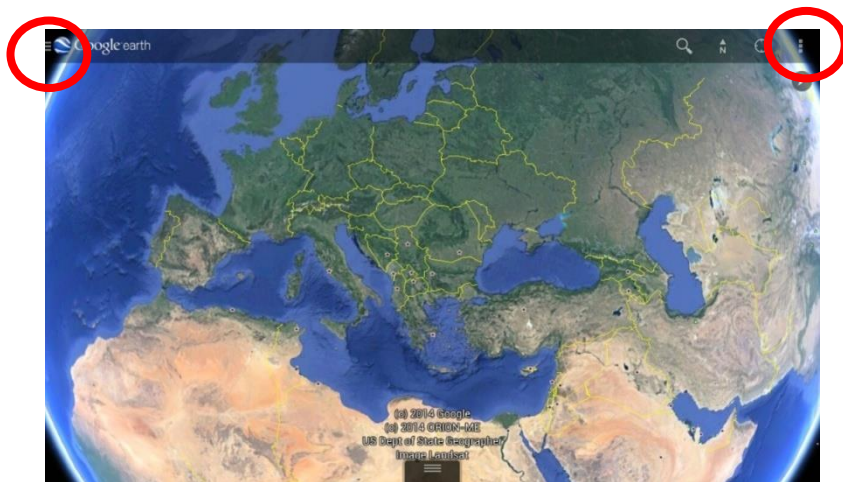 Google earth
N
(c) 2014 Google
(c) 2014 ORION-ME
US Dept of State Geographer
Image Landsat